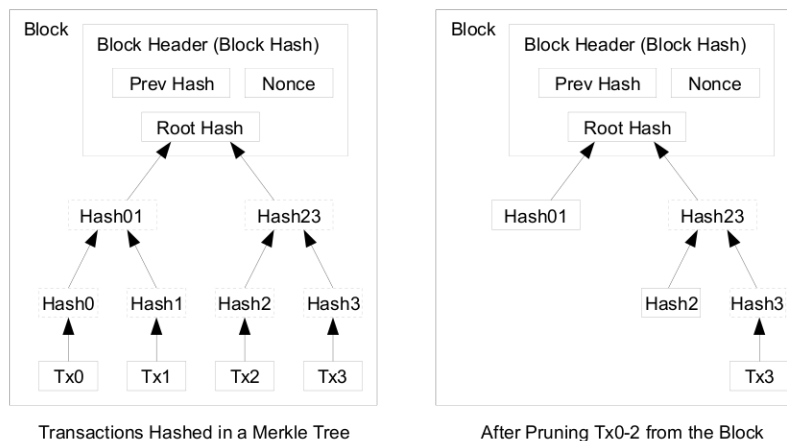 Block
Block Header (Block Hash)
Prev Hash
Nonce
Root Hash
Hash01
Hash23
Hash0
Hash1
Hash2
Hash3
Tx0
Tx1
Tx2
Tx3
Transactions Hashed in a Merkle Tree
Block
Block Header (Block Hash)
Prev Hash
Nonce
Root Hash
Hash01
Hash23
Hash2
Hash3
Tx3
After Pruning Tx0-2 from the Block